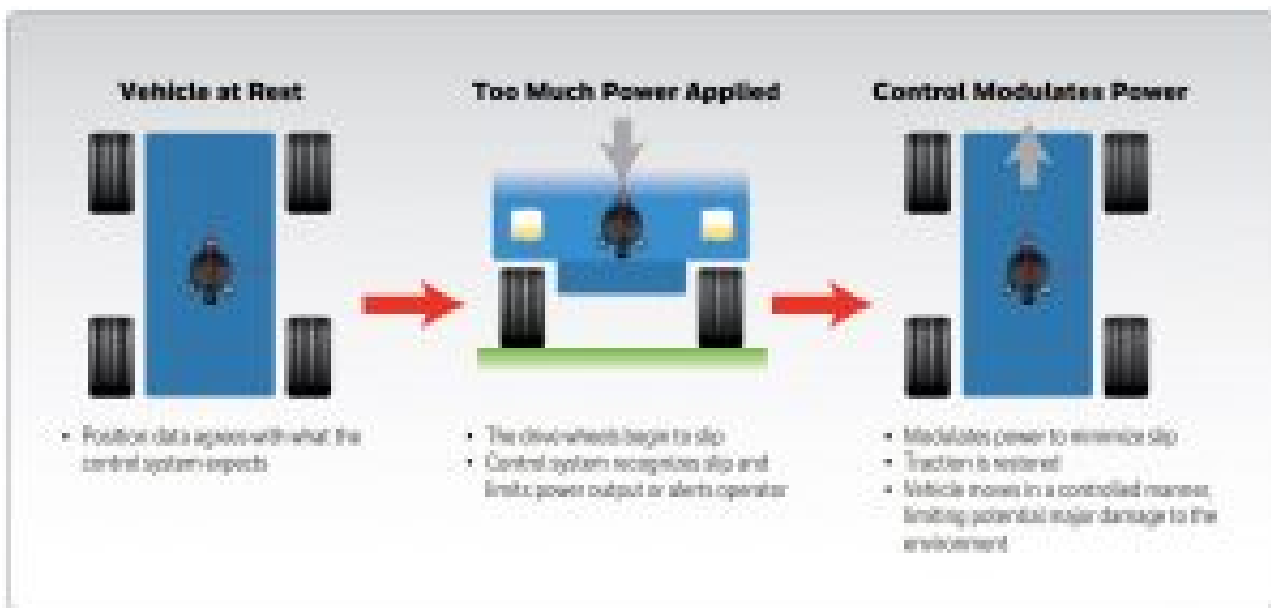 Vehicle at Rest
Too Much Power Applied
Control Modulates Power
• Position data agrees with what the
control system expects
• The drive wheels begin to slip
• Control system recognizes slip and
limits power output or alerts operator
• Modulates power to minimize slip
• Traction is restored
• Vehicle moves in a controlled manner,
limiting potential major damage to the
environment